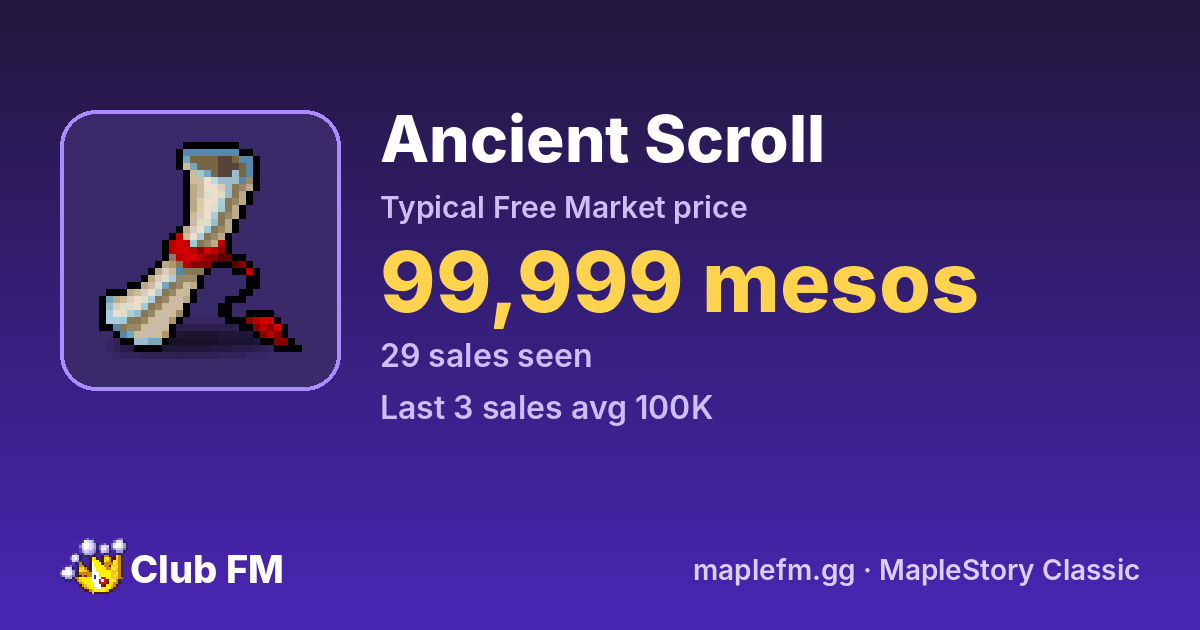 Ancient Scroll
Typical Free Market price
99,999 mesos
29 sales seen
Last 3 sales avg 100K
Club FM
maplefm.gg · MapleStory Classic